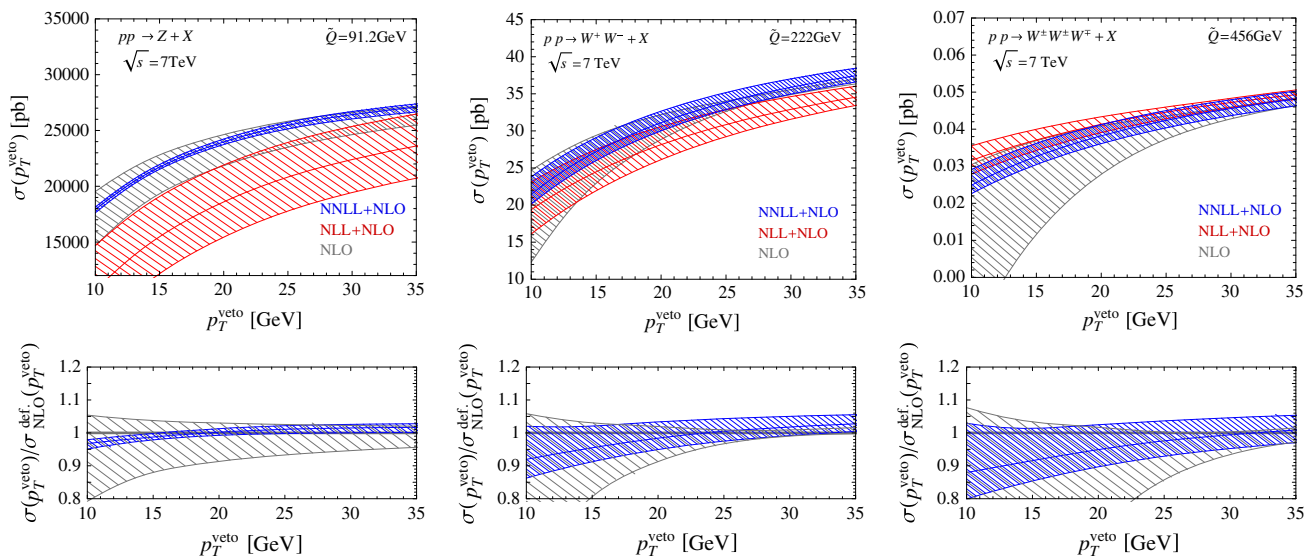 35000
30000
25000
20000
15000
σ(p_T^veto) [pb]
pp → Z + X
Q̃=91.2GeV
√s =7TeV
NNLL+NLO
NLL+NLO
NLO
10 15 20 25 30 35
p_T^veto [GeV]
45
40
35
30
25
20
15
10
σ(p_T^veto) [pb]
p p → W⁺ W⁻ + X
Q̃=222GeV
√s =7 TeV
NNLL+NLO
NLL+NLO
NLO
10 15 20 25 30 35
p_T^veto [GeV]
0.06
0.05
0.04
0.03
0.02
0.01
0.00
σ(p_T^veto) [pb]
p p → W^±W^±W^∓ + X
Q̃=456GeV
√s =7 TeV
NNLL+NLO
NLL+NLO
NLO
10 15 20 25 30 35
p_T^veto [GeV]
1.2
1.1
1
0.9
0.8
σ(p_T^veto)/σ_NLO^def.(p_T^veto)
10 15 20 25 30 35
p_T^veto [GeV]
1.2
1.1
1
0.9
0.8
σ(p_T^veto)/σ_NLO^def.(p_T^veto)
10 15 20 25 30 35
p_T^veto [GeV]
1.2
1.1
1
0.9
0.8
σ(p_T^veto)/σ_NLO^def.(p_T^veto)
10 15 20 25 30 35
p_T^veto [GeV]